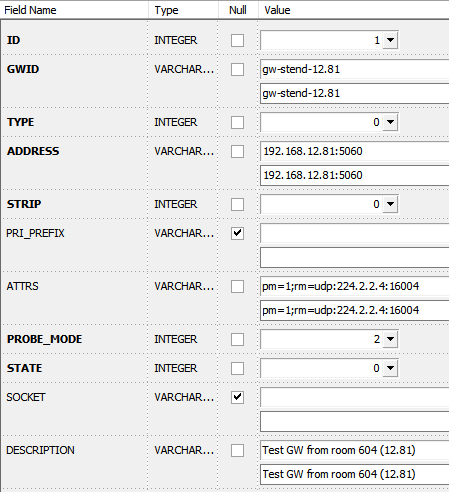 Field Name Type Null Value
ID INTEGER 1
GWID VARCHAR... gw-stend-12.81
gw-stend-12.81
TYPE INTEGER 0
ADDRESS VARCHAR... 192.168.12.81:5060
192.168.12.81:5060
STRIP INTEGER 0
PRI_PREFIX VARCHAR...
ATTRS VARCHAR... pm=1;rm=udp:224.2.2.4:16004
pm=1;rm=udp:224.2.2.4:16004
PROBE_MODE INTEGER 2
STATE INTEGER 0
SOCKET VARCHAR...
DESCRIPTION VARCHAR... Test GW from room 604 (12.81)
Test GW from room 604 (12.81)